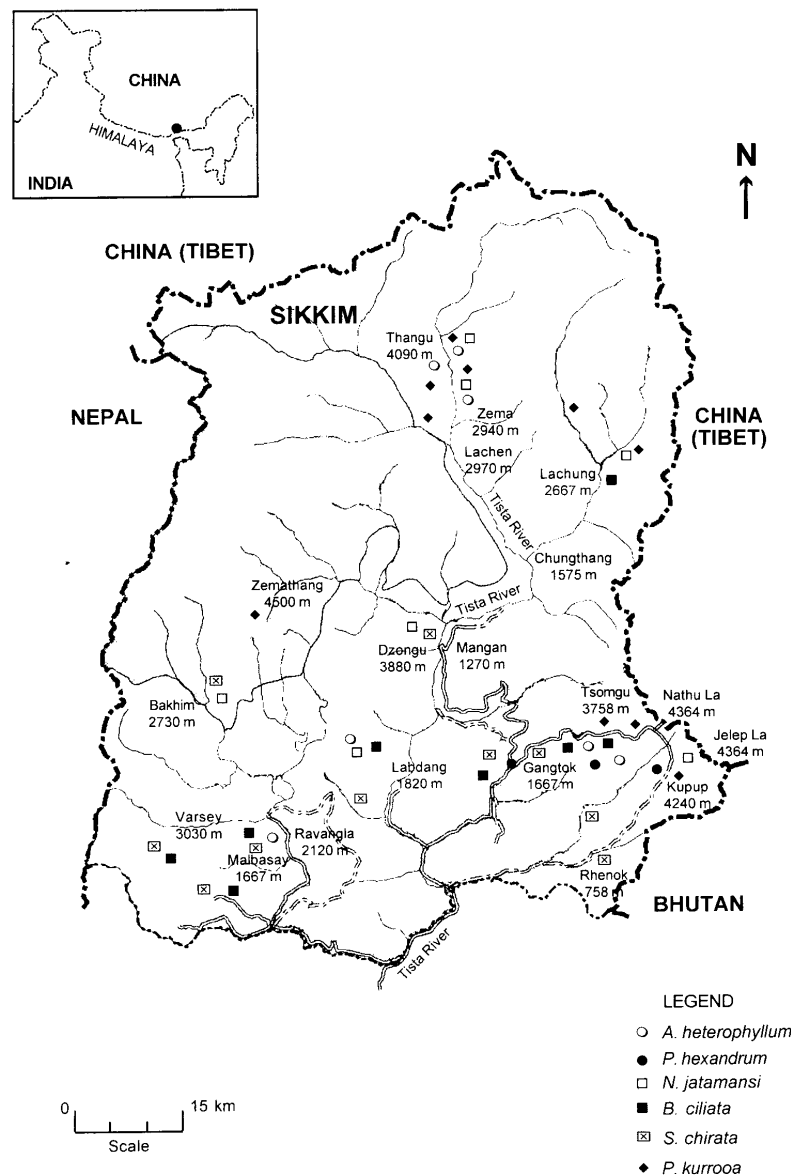 CHINA
HIMALAYA
INDIA
N
CHINA (TIBET)
SIKKIM
Thangu
4090 m
NEPAL
Zema
2940 m
CHINA
(TIBET)
Lachen
2970 m
Lachung
2667 m
Tista River
Chungthang
1575 m
Zemathang
4500 m
Tista River
Dzongu
3880 m
Mangan
1270 m
Bakhim
2730 m
Tsomgu
3758 m
Nathu La
4364 m
Jelep La
4364 m
Labdang
1820 m
Gangtok
1667 m
Kupup
4240 m
Varsey
3030 m
Ravangla
2120 m
Malbasay
1667 m
Rhenok
758 m
BHUTAN
Tista River
LEGEND
A. heterophyllum
P. hexandrum
N. jatamansi
B. ciliata
S. chirata
P. kurrooa
0 15 km
Scale